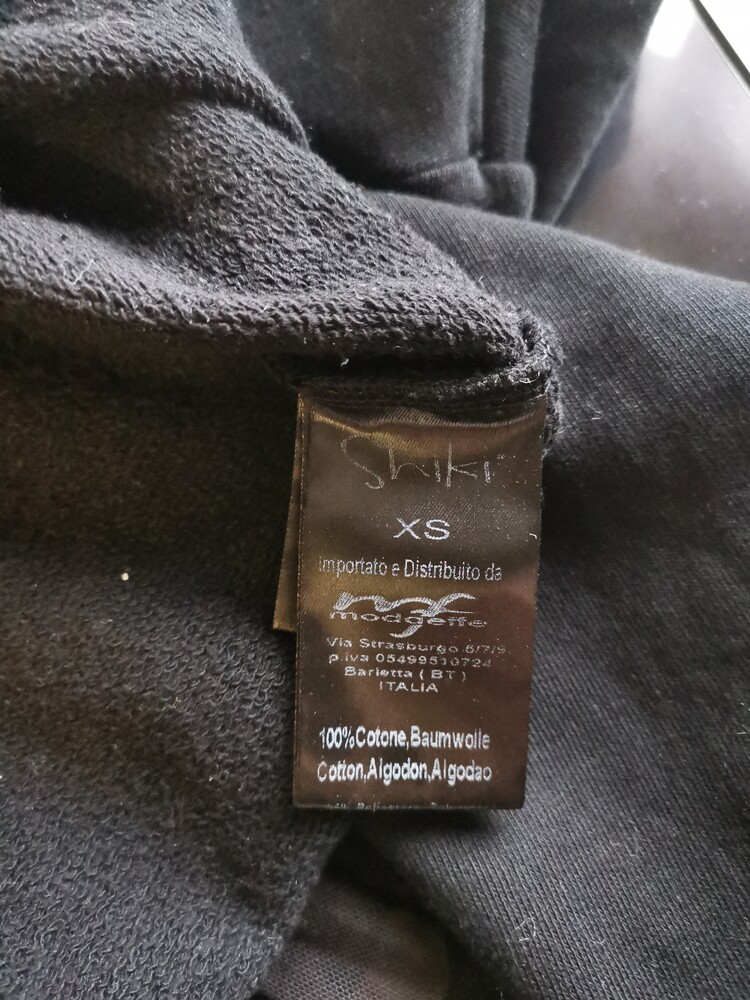 Shiki
XS
Importato e Distribuito da
modgette
Via Strasburgo 5/7/9
p.iva 05499510724
Barletta ( BT )
ITALIA
100%Cotone,Baumwolle
Cotton,Algodon,Algodao